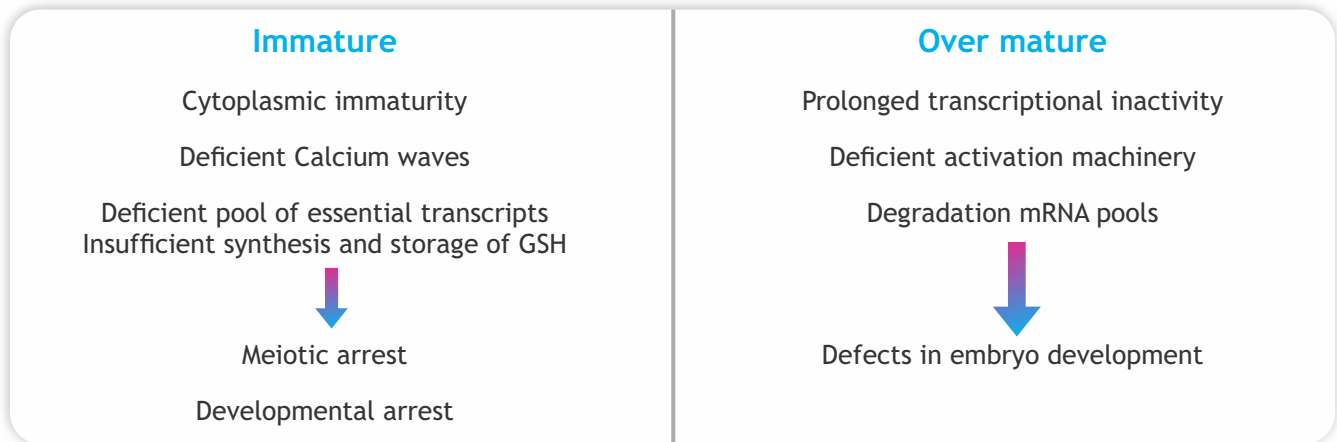 Immature
Cytoplasmic immaturity
Deficient Calcium waves
Deficient pool of essential transcripts
Insufficient synthesis and storage of GSH
Meiotic arrest
Developmental arrest
Over mature
Prolonged transcriptional inactivity
Deficient activation machinery
Degradation mRNA pools
Defects in embryo development